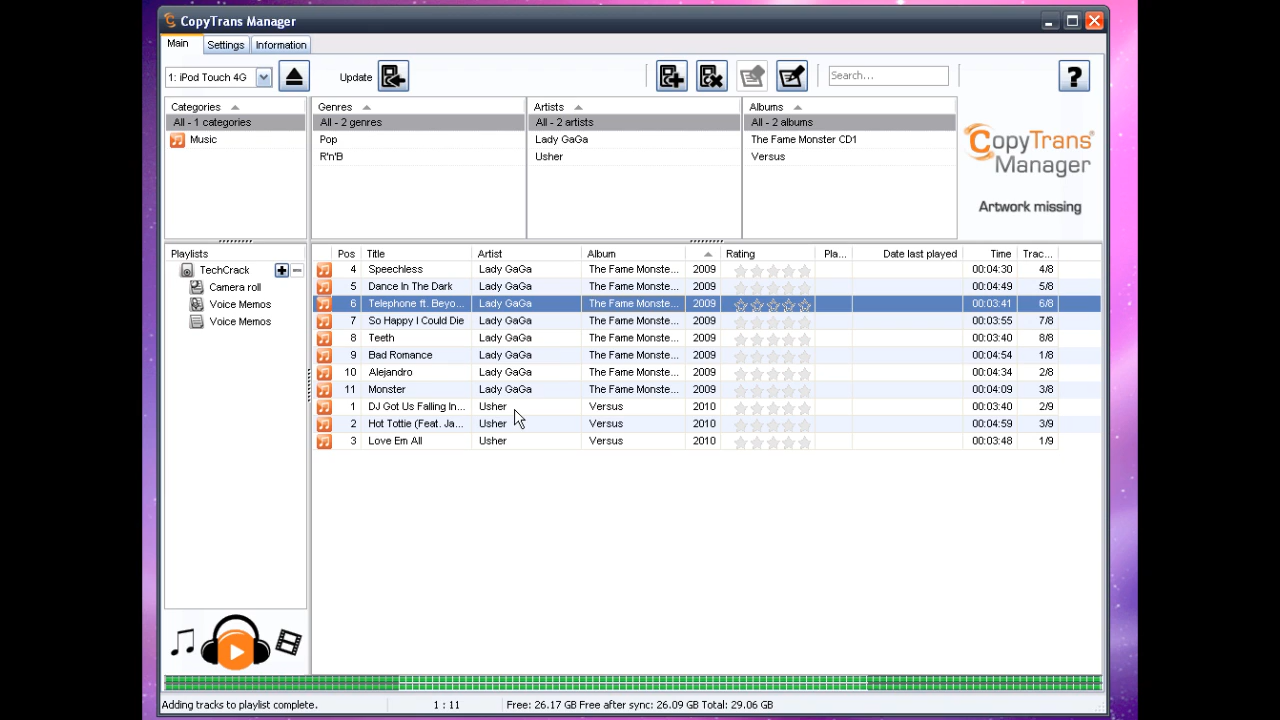 CopyTrans Manager
Main Settings Information
1: iPod Touch 4G Update Search... ?
Categories Genres Artists Albums
All - 1 categories All - 2 genres All - 2 artists All - 2 albums
Music Pop Lady GaGa The Fame Monster CD1
R'n'B Usher Versus
CopyTrans®
Manager
Artwork missing
Playlists
TechCrack
Camera roll
Voice Memos
Voice Memos
Pos Title Artist Album Rating Pla... Date last played Time Trac...
4 Speechless Lady GaGa The Fame Monste... 2009 00:04:30 4/8
5 Dance In The Dark Lady GaGa The Fame Monste... 2009 00:04:49 5/8
6 Telephone ft. Beyo... Lady GaGa The Fame Monste... 2009 00:03:41 6/8
7 So Happy I Could Die Lady GaGa The Fame Monste... 2009 00:03:55 7/8
8 Teeth Lady GaGa The Fame Monste... 2009 00:03:40 8/8
9 Bad Romance Lady GaGa The Fame Monste... 2009 00:04:54 1/8
10 Alejandro Lady GaGa The Fame Monste... 2009 00:04:34 2/8
11 Monster Lady GaGa The Fame Monste... 2009 00:04:09 3/8
1 DJ Got Us Falling In... Usher Versus 2010 00:03:40 2/9
2 Hot Tottie (Feat. Ja... Usher Versus 2010 00:04:59 3/9
3 Love Em All Usher Versus 2010 00:03:48 1/9
Adding tracks to playlist complete. 1 : 11 Free: 26.17 GB Free after sync: 26.09 GB Total: 29.06 GB